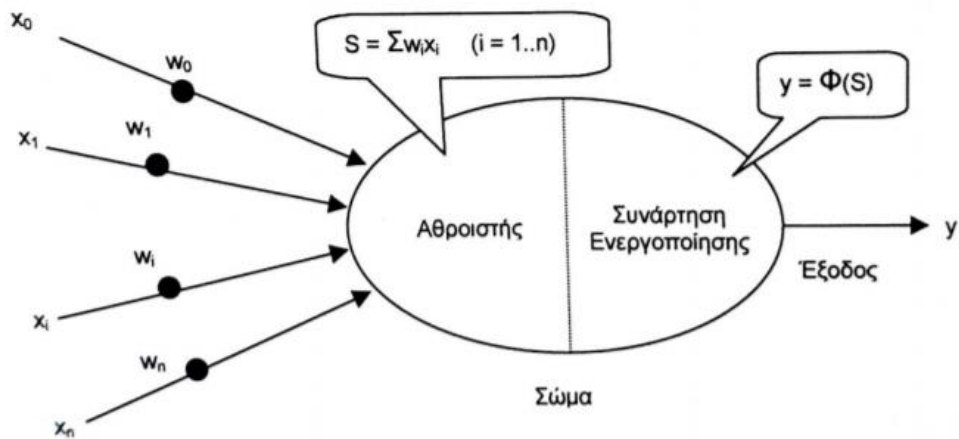 x₀
w₀
S = Σwᵢxᵢ (i = 1..n)
y = Φ(S)
x₁
w₁
Αθροιστής
Συνάρτηση
Ενεργοποίησης
y
Έξοδος
wᵢ
xᵢ
wₙ
xₙ
Σώμα